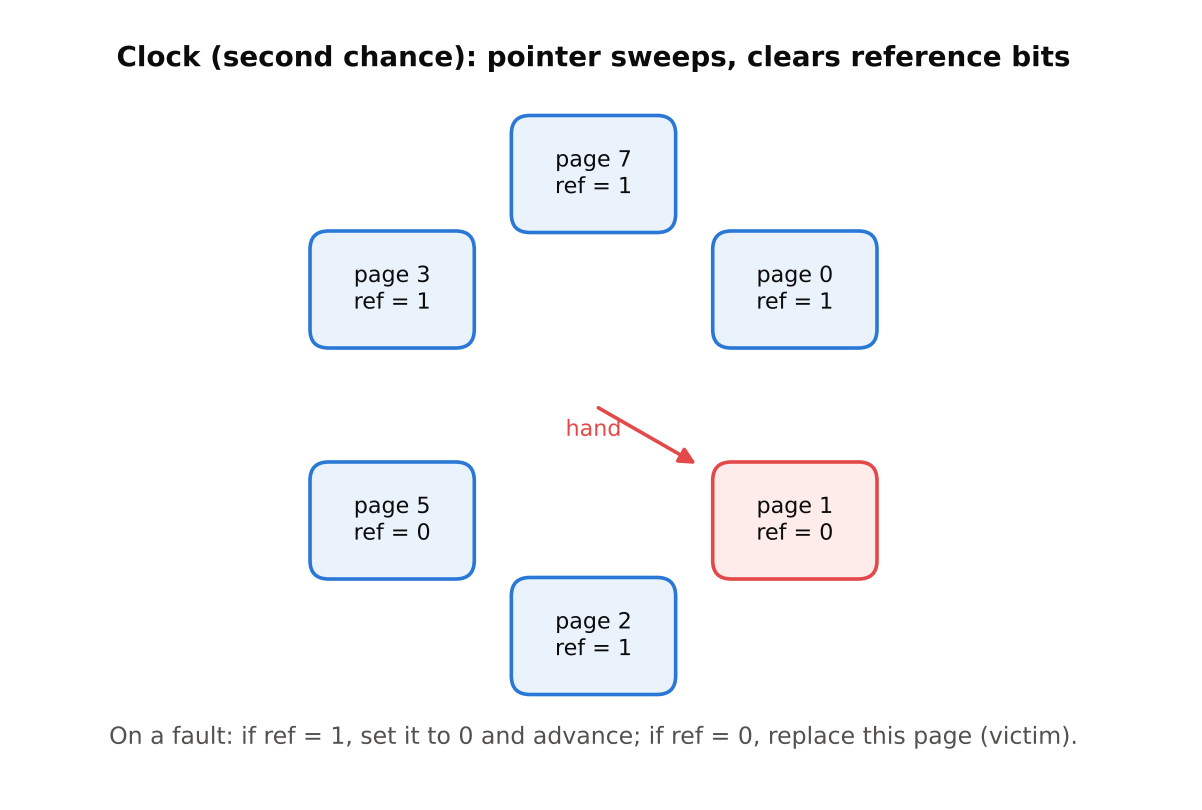 Clock (second chance): pointer sweeps, clears reference bits
page 7
ref = 1
page 3
ref = 1
page 0
ref = 1
hand
page 5
ref = 0
page 1
ref = 0
page 2
ref = 1
On a fault: if ref = 1, set it to 0 and advance; if ref = 0, replace this page (victim).